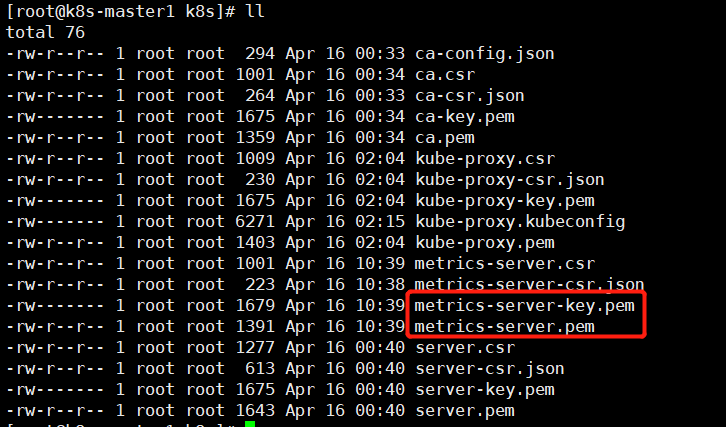 [root@k8s-master1 k8s]# ll
total 76
-rw-r--r-- 1 root root  294 Apr 16 00:33 ca-config.json
-rw-r--r-- 1 root root 1001 Apr 16 00:34 ca.csr
-rw-r--r-- 1 root root  264 Apr 16 00:33 ca-csr.json
-rw------- 1 root root 1675 Apr 16 00:34 ca-key.pem
-rw-r--r-- 1 root root 1359 Apr 16 00:34 ca.pem
-rw-r--r-- 1 root root 1009 Apr 16 02:04 kube-proxy.csr
-rw-r--r-- 1 root root  230 Apr 16 02:04 kube-proxy-csr.json
-rw------- 1 root root 1675 Apr 16 02:04 kube-proxy-key.pem
-rw------- 1 root root 6271 Apr 16 02:15 kube-proxy.kubeconfig
-rw-r--r-- 1 root root 1403 Apr 16 02:04 kube-proxy.pem
-rw-r--r-- 1 root root 1001 Apr 16 10:39 metrics-server.csr
-rw-r--r-- 1 root root  223 Apr 16 10:38 metrics-server-csr.json
-rw------- 1 root root 1679 Apr 16 10:39 metrics-server-key.pem
-rw-r--r-- 1 root root 1391 Apr 16 10:39 metrics-server.pem
-rw-r--r-- 1 root root 1277 Apr 16 00:40 server.csr
-rw-r--r-- 1 root root  613 Apr 16 00:40 server-csr.json
-rw------- 1 root root 1675 Apr 16 00:40 server-key.pem
-rw-r--r-- 1 root root 1643 Apr 16 00:40 server.pem